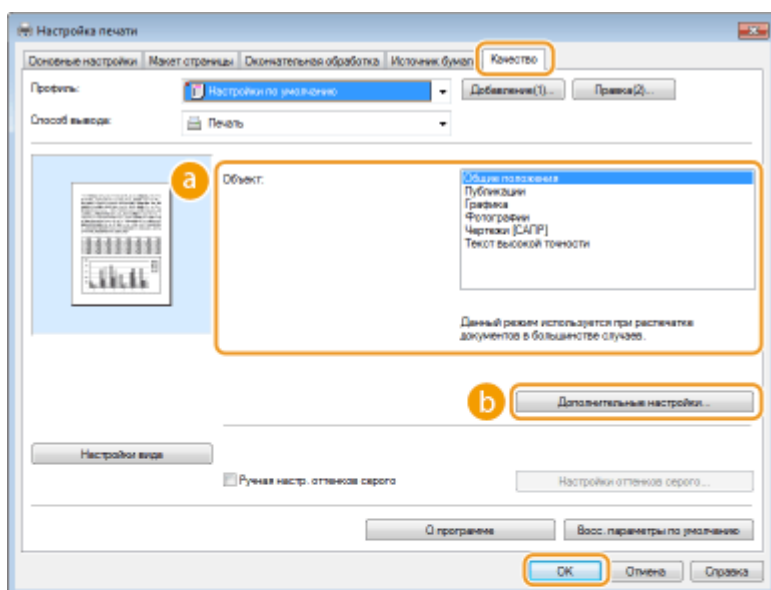 Настройка печати
Основные настройки Макет страницы Окончательная обработка Источник бумаг Качество
Профиль: Настройки по умолчанию Добавление(1)... Правка(2)...
Способ вывода: Печать
a
Объект: Общие положения
Публикации
Графика
Фотографии
Чертежи [САПР]
Текст высокой точности
Данный режим используется при распечатке
документов в большинстве случаев.
b Дополнительные настройки...
Настройки вида
Ручная настр. оттенков серого Настройки оттенков серого...
О программе Восс. параметры по умолчанию
OK Отмена Справка